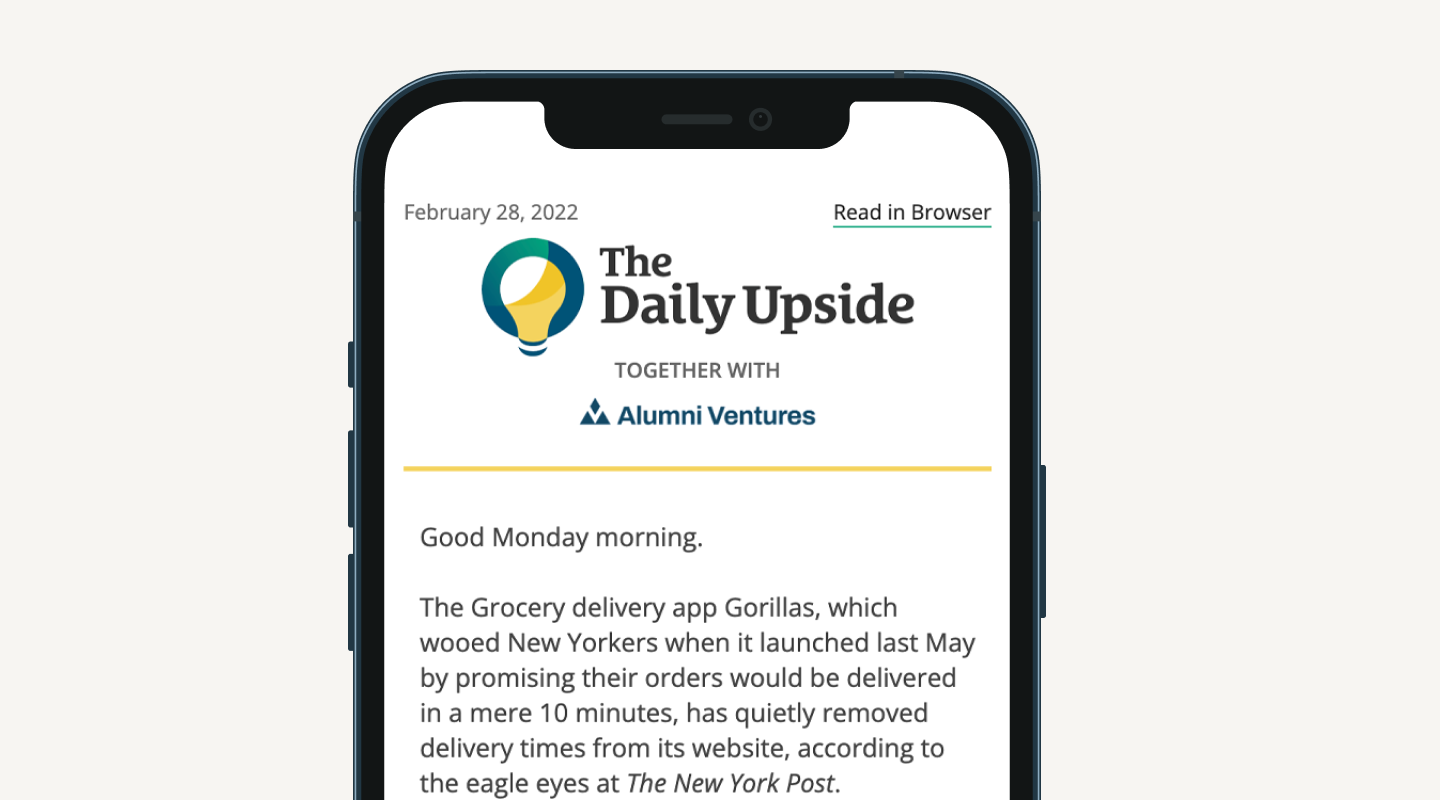 February 28, 2022
Read in Browser
The
Daily Upside
TOGETHER WITH
Alumni Ventures
Good Monday morning.
The Grocery delivery app Gorillas, which
wooed New Yorkers when it launched last May
by promising their orders would be delivered
in a mere 10 minutes, has quietly removed
delivery times from its website, according to
the eagle eyes at The New York Post.